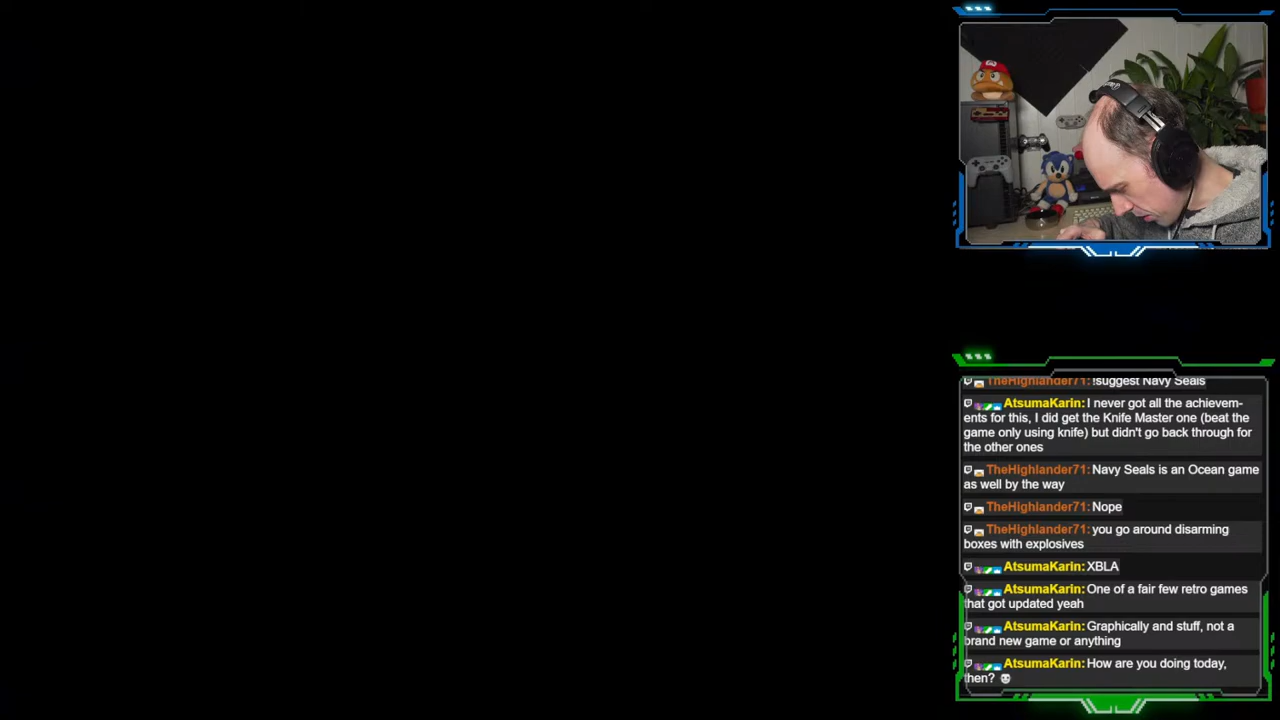 TheHighlander71: !suggest Navy Seals
AtsumaKarin: I never got all the achievem-
ents for this, I did get the Knife Master one (beat the
game only using knife) but didn't go back through for
the other ones
TheHighlander71: Navy Seals is an Ocean game
as well by the way
TheHighlander71: Nope
TheHighlander71: you go around disarming
boxes with explosives
AtsumaKarin: XBLA
AtsumaKarin: One of a fair few retro games
that got updated yeah
AtsumaKarin: Graphically and stuff, not a
brand new game or anything
AtsumaKarin: How are you doing today,
then?